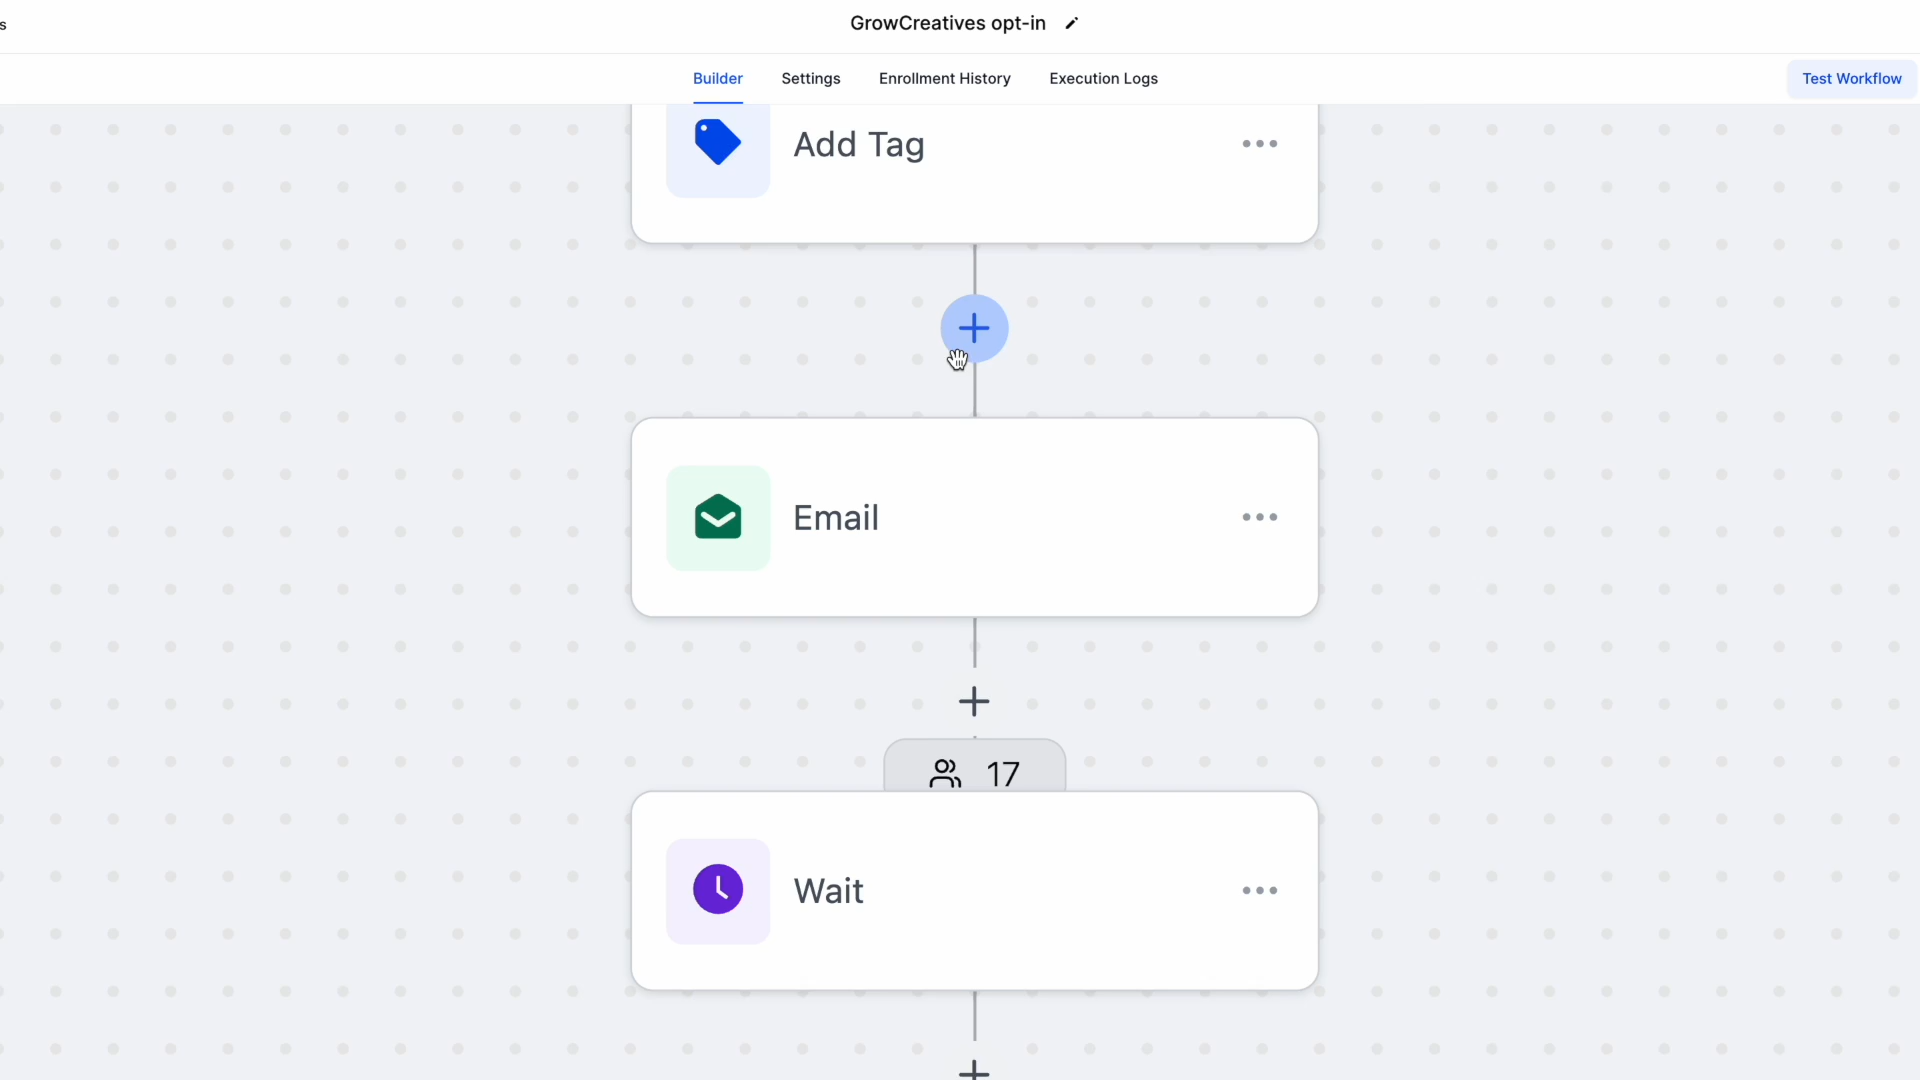 s
GrowCreatives opt-in
Builder Settings Enrollment History Execution Logs
Test Workflow
Add Tag
Email
17
Wait